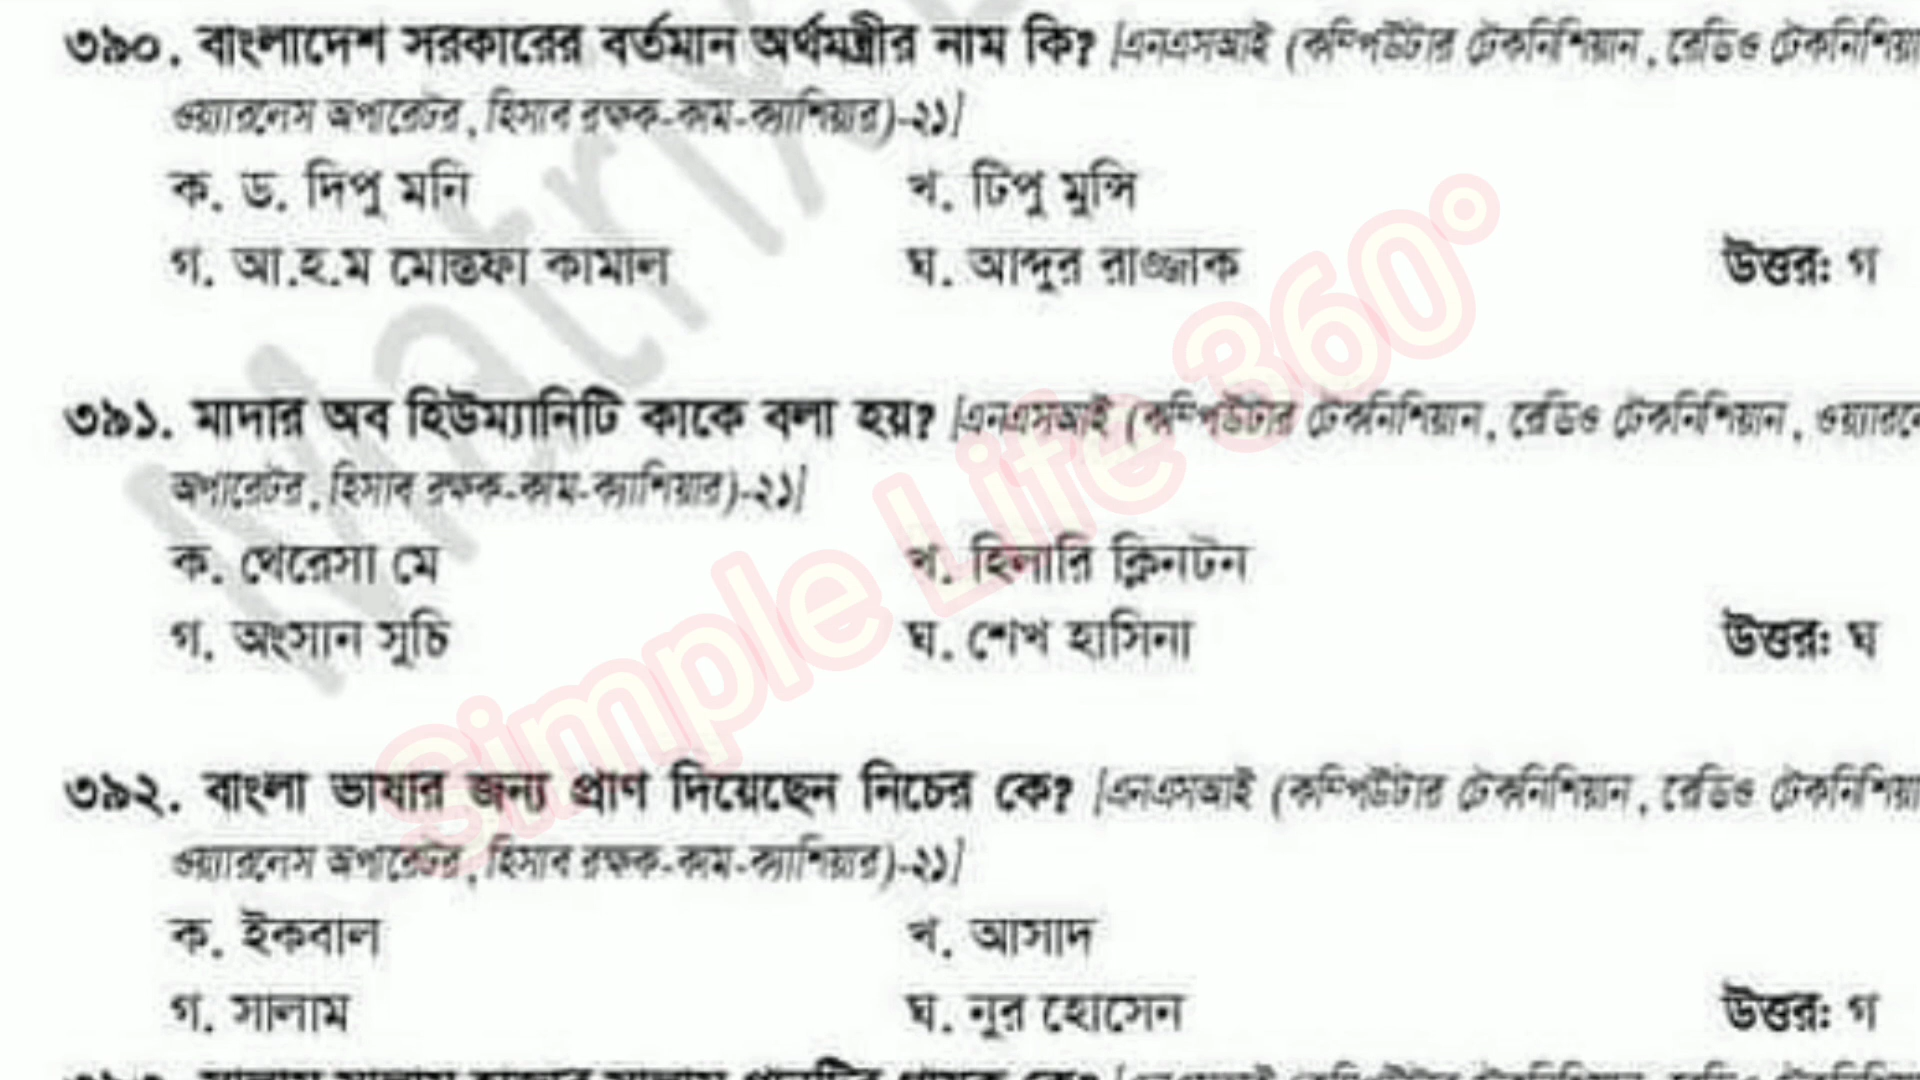 ৩৯০. বাংলাদেশ সরকারের বর্তমান অর্থমন্ত্রীর নাম কি? [এনএসআই (কম্পিউটার টেকনিশিয়ান, রেডিও টেকনিশিয়া
ওয়্যারলেস অপারেটর, হিসাব রক্ষক-কাম-ক্যাশিয়ার)-২১]
ক. ড. দিপু মনি খ. টিপু মুন্সি
গ. আ.হ.ম মোস্তফা কামাল ঘ. আব্দুর রাজ্জাক উত্তর: গ
৩৯১. মাদার অব হিউম্যানিটি কাকে বলা হয়? [এনএসআই (কম্পিউটার টেকনিশিয়ান, রেডিও টেকনিশিয়ান, ওয়্যারলে
অপারেটর, হিসাব রক্ষক-কাম-ক্যাশিয়ার)-২১]
ক. থেরেসা মে খ. হিলারি ক্লিনটন
গ. অংসান সুচি ঘ. শেখ হাসিনা উত্তর: ঘ
৩৯২. বাংলা ভাষার জন্য প্রাণ দিয়েছেন নিচের কে? [এনএসআই (কম্পিউটার টেকনিশিয়ান, রেডিও টেকনিশিয়া
ওয়্যারলেস অপারেটর, হিসাব রক্ষক-কাম-ক্যাশিয়ার)-২১]
ক. ইকবাল খ. আসাদ
গ. সালাম ঘ. নুর হোসেন উত্তর: গ
Simple Life 360°
Matrix